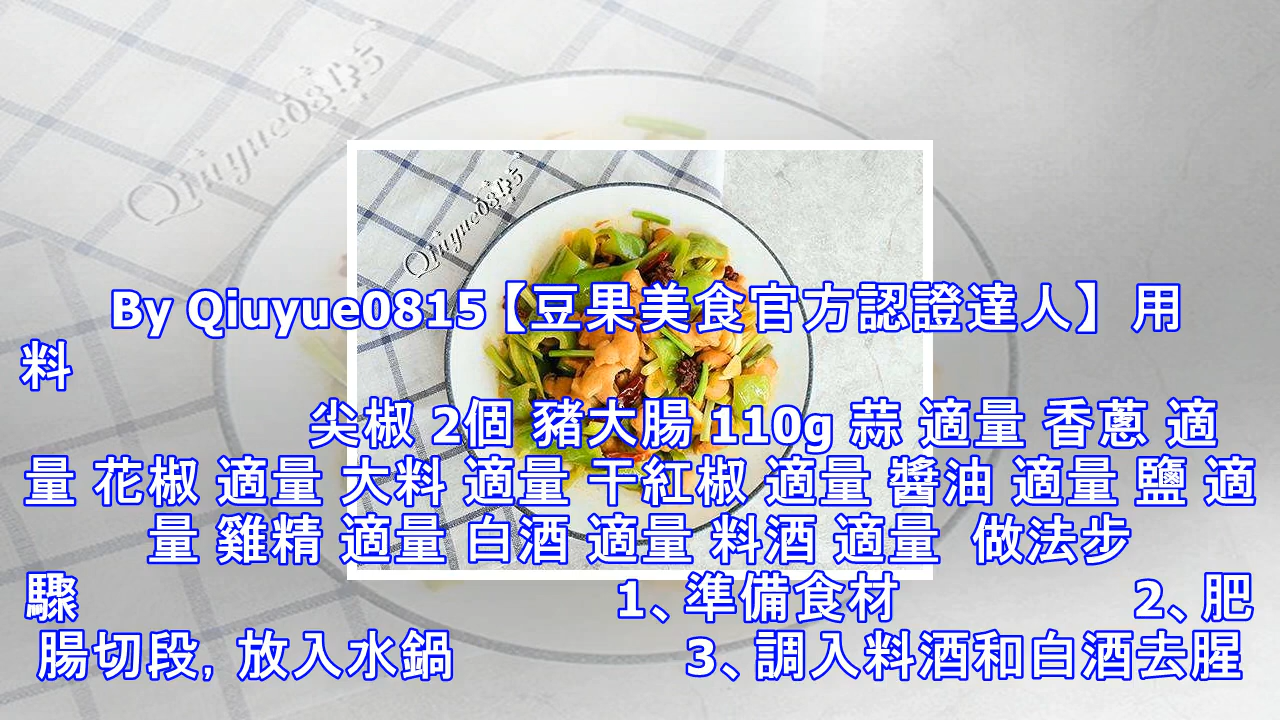 Qiuyue0815
Qiuyue0815
By Qiuyue0815【豆果美食官方認證達人】 用
料
尖椒 2個 豬大腸 110g 蒜 適量 香蔥 適
量 花椒 適量 大料 適量 干紅椒 適量 醬油 適量 鹽 適
量 雞精 適量 白酒 適量 料酒 適量 做法步
驟 1、準備食材 2、肥
腸切段, 放入水鍋 3、調入料酒和白酒去腥